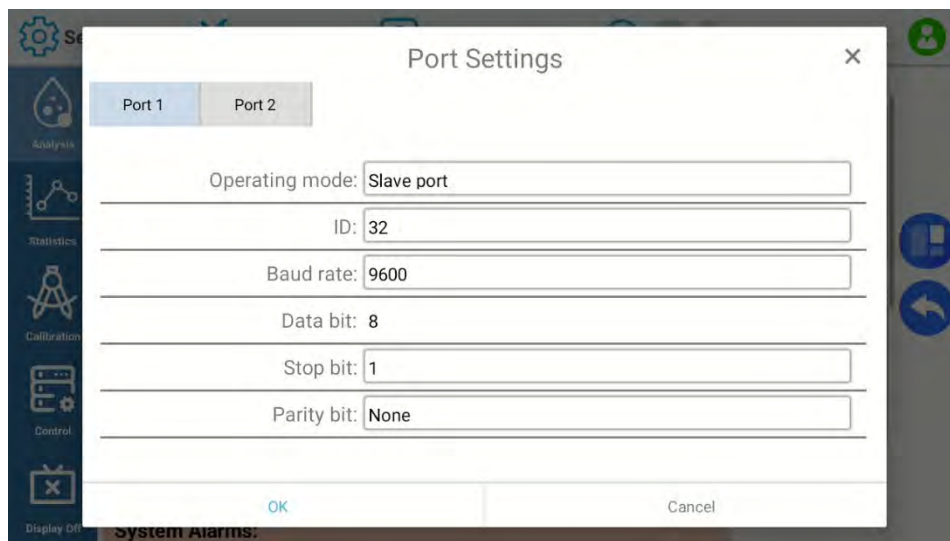 Se
Port Settings
×
Port 1
Port 2
Analysis
Operating mode: Slave port
ID: 32
Statistics
Baud rate: 9600
Data bit: 8
Calibration
Stop bit: 1
Parity bit: None
Control
OK
Cancel
Display Off
System Alarms: